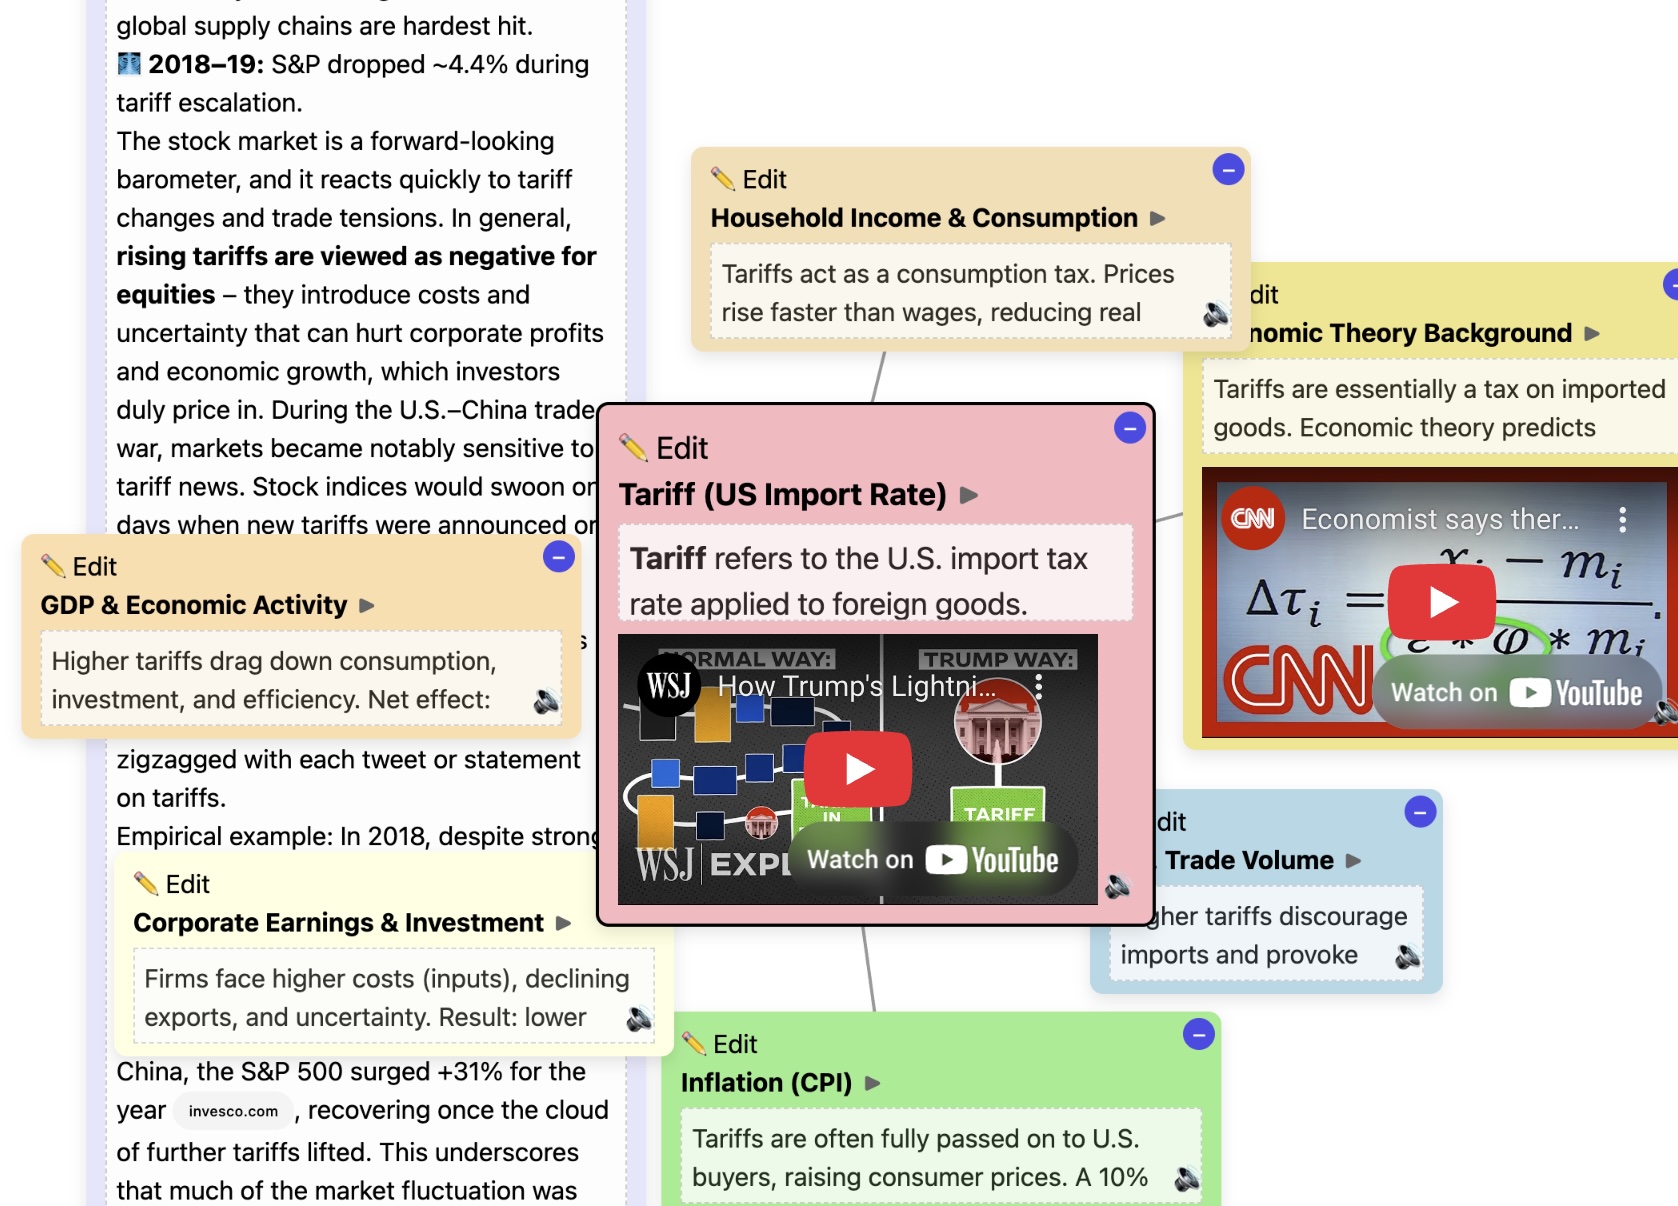 global supply chains are hardest hit.
2018–19: S&P dropped ~4.4% during
tariff escalation.
The stock market is a forward-looking
barometer, and it reacts quickly to tariff
changes and trade tensions. In general,
rising tariffs are viewed as negative for
equities – they introduce costs and
uncertainty that can hurt corporate profits
and economic growth, which investors
duly price in. During the U.S.–China trade
war, markets became notably sensitive to
tariff news. Stock indices would swoon on
days when new tariffs were announced or
zigzagged with each tweet or statement
on tariffs.
Empirical example: In 2018, despite strong
China, the S&P 500 surged +31% for the
year invesco.com, recovering once the cloud
of further tariffs lifted. This underscores
that much of the market fluctuation was
Edit
GDP & Economic Activity
Higher tariffs drag down consumption,
investment, and efficiency. Net effect:
Edit
Corporate Earnings & Investment
Firms face higher costs (inputs), declining
exports, and uncertainty. Result: lower
Edit
Household Income & Consumption
Tariffs act as a consumption tax. Prices
rise faster than wages, reducing real
Edit
Tariff (US Import Rate)
Tariff refers to the U.S. import tax
rate applied to foreign goods.
NORMAL WAY:
TRUMP WAY:
WSJ
How Trump's Lightni...
IN
TARIFF
WSJ
Watch on YouTube
dit
nomic Theory Background
Tariffs are essentially a tax on imported
goods. Economic theory predicts
CNN
Economist says ther...
Δτi =
− mi
φ * mi
CNN
Watch on YouTube
dit
. Trade Volume
gher tariffs discourage
imports and provoke
Edit
Inflation (CPI)
Tariffs are often fully passed on to U.S.
buyers, raising consumer prices. A 10%